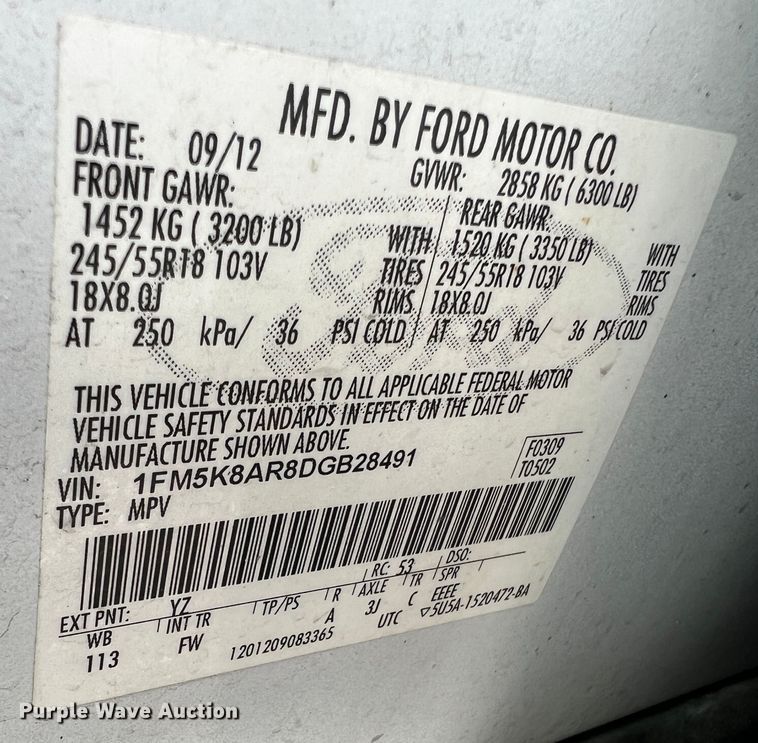 MFD. BY FORD MOTOR CO.
DATE: 09/12 GVWR: 2858 KG ( 6300 LB)
FRONT GAWR: REAR GAWR:
1452 KG ( 3200 LB) WITH 1520 KG ( 3350 LB) WITH
245/55R18 103V TIRES 245/55R18 103V TIRES
18X8.0J RIMS 18X8.0J RIMS
AT 250 kPa/ 36 PSI COLD AT 250 kPa/ 36 PSI COLD
Ford
THIS VEHICLE CONFORMS TO ALL APPLICABLE FEDERAL MOTOR
VEHICLE SAFETY STANDARDS IN EFFECT ON THE DATE OF
MANUFACTURE SHOWN ABOVE.
VIN: 1FM5K8AR8DGB28491 F0309
TYPE: MPV T0502
EXT PNT: YZ RC: 53 DSO:
WB INT TR TP/PS R AXLE TR SPR
113 FW A 3J C EEEE
1201209083365 UTC ▽5U5A-1520472-BA
Purple Wave Auction